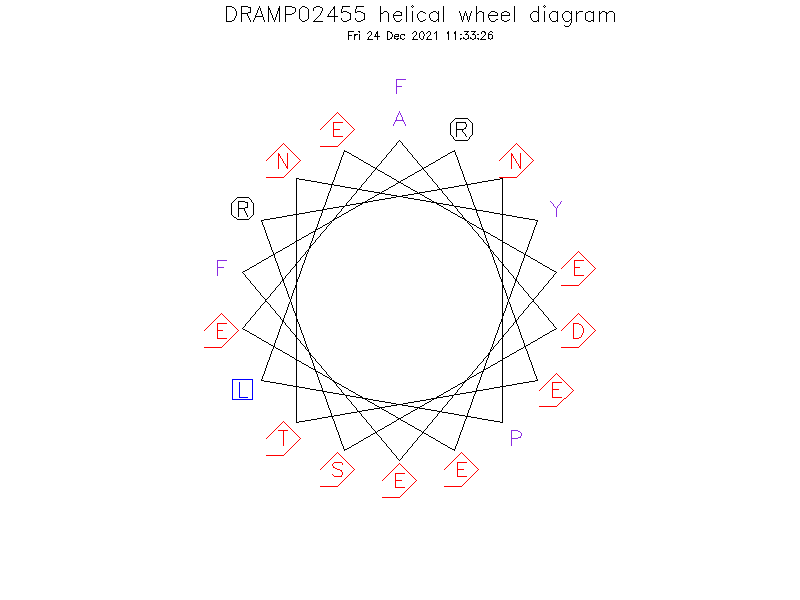 DRAMP02455 helical wheel diagram
Fri 24 Dec 2021 11:33:26
F
E A R
N N
R Y
F E
E D
L E
T P
S E E